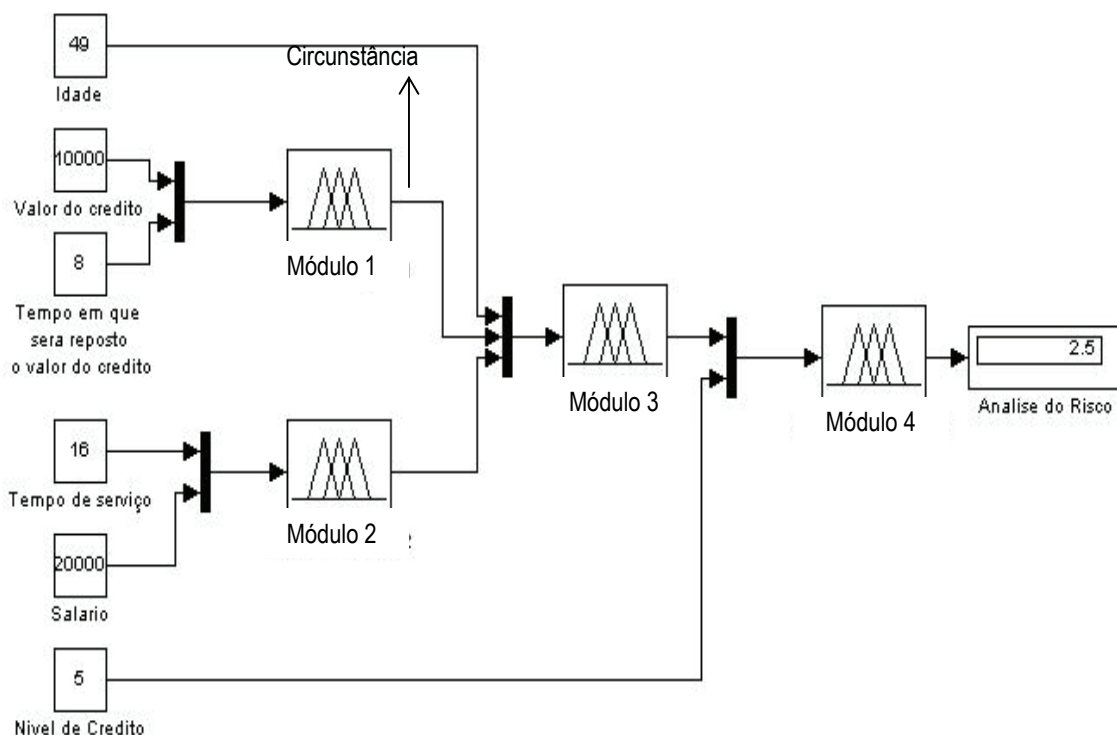 49
Idade
Circunstância
10000
Valor do credito
8
Tempo em que
sera reposto
o valor do credito
Módulo 1
Módulo 3
Módulo 4
2.5
Analise do Risco
16
Tempo de serviço
Módulo 2
20000
Salario
5
Nivel de Credito